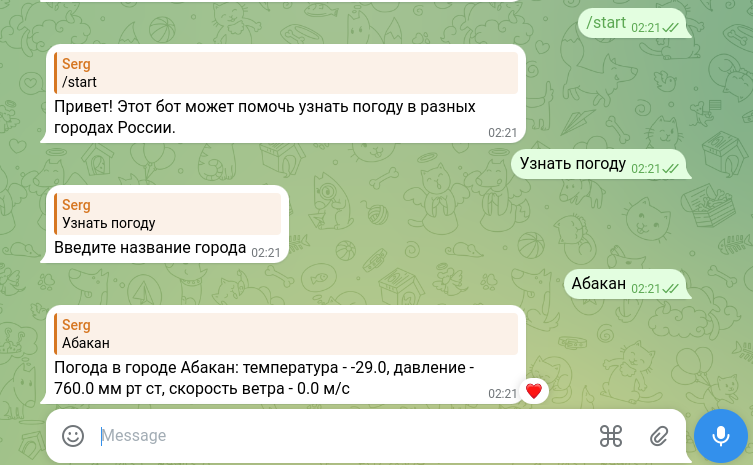 /start 02:21
Serg
/start
Привет! Этот бот может помочь узнать погоду в разных
городах России.
02:21
Узнать погоду 02:21
Serg
Узнать погоду
Введите название города 02:21
Абакан 02:21
Serg
Абакан
Погода в городе Абакан: температура - -29.0, давление -
760.0 мм рт ст, скорость ветра - 0.0 м/с
02:21
Message